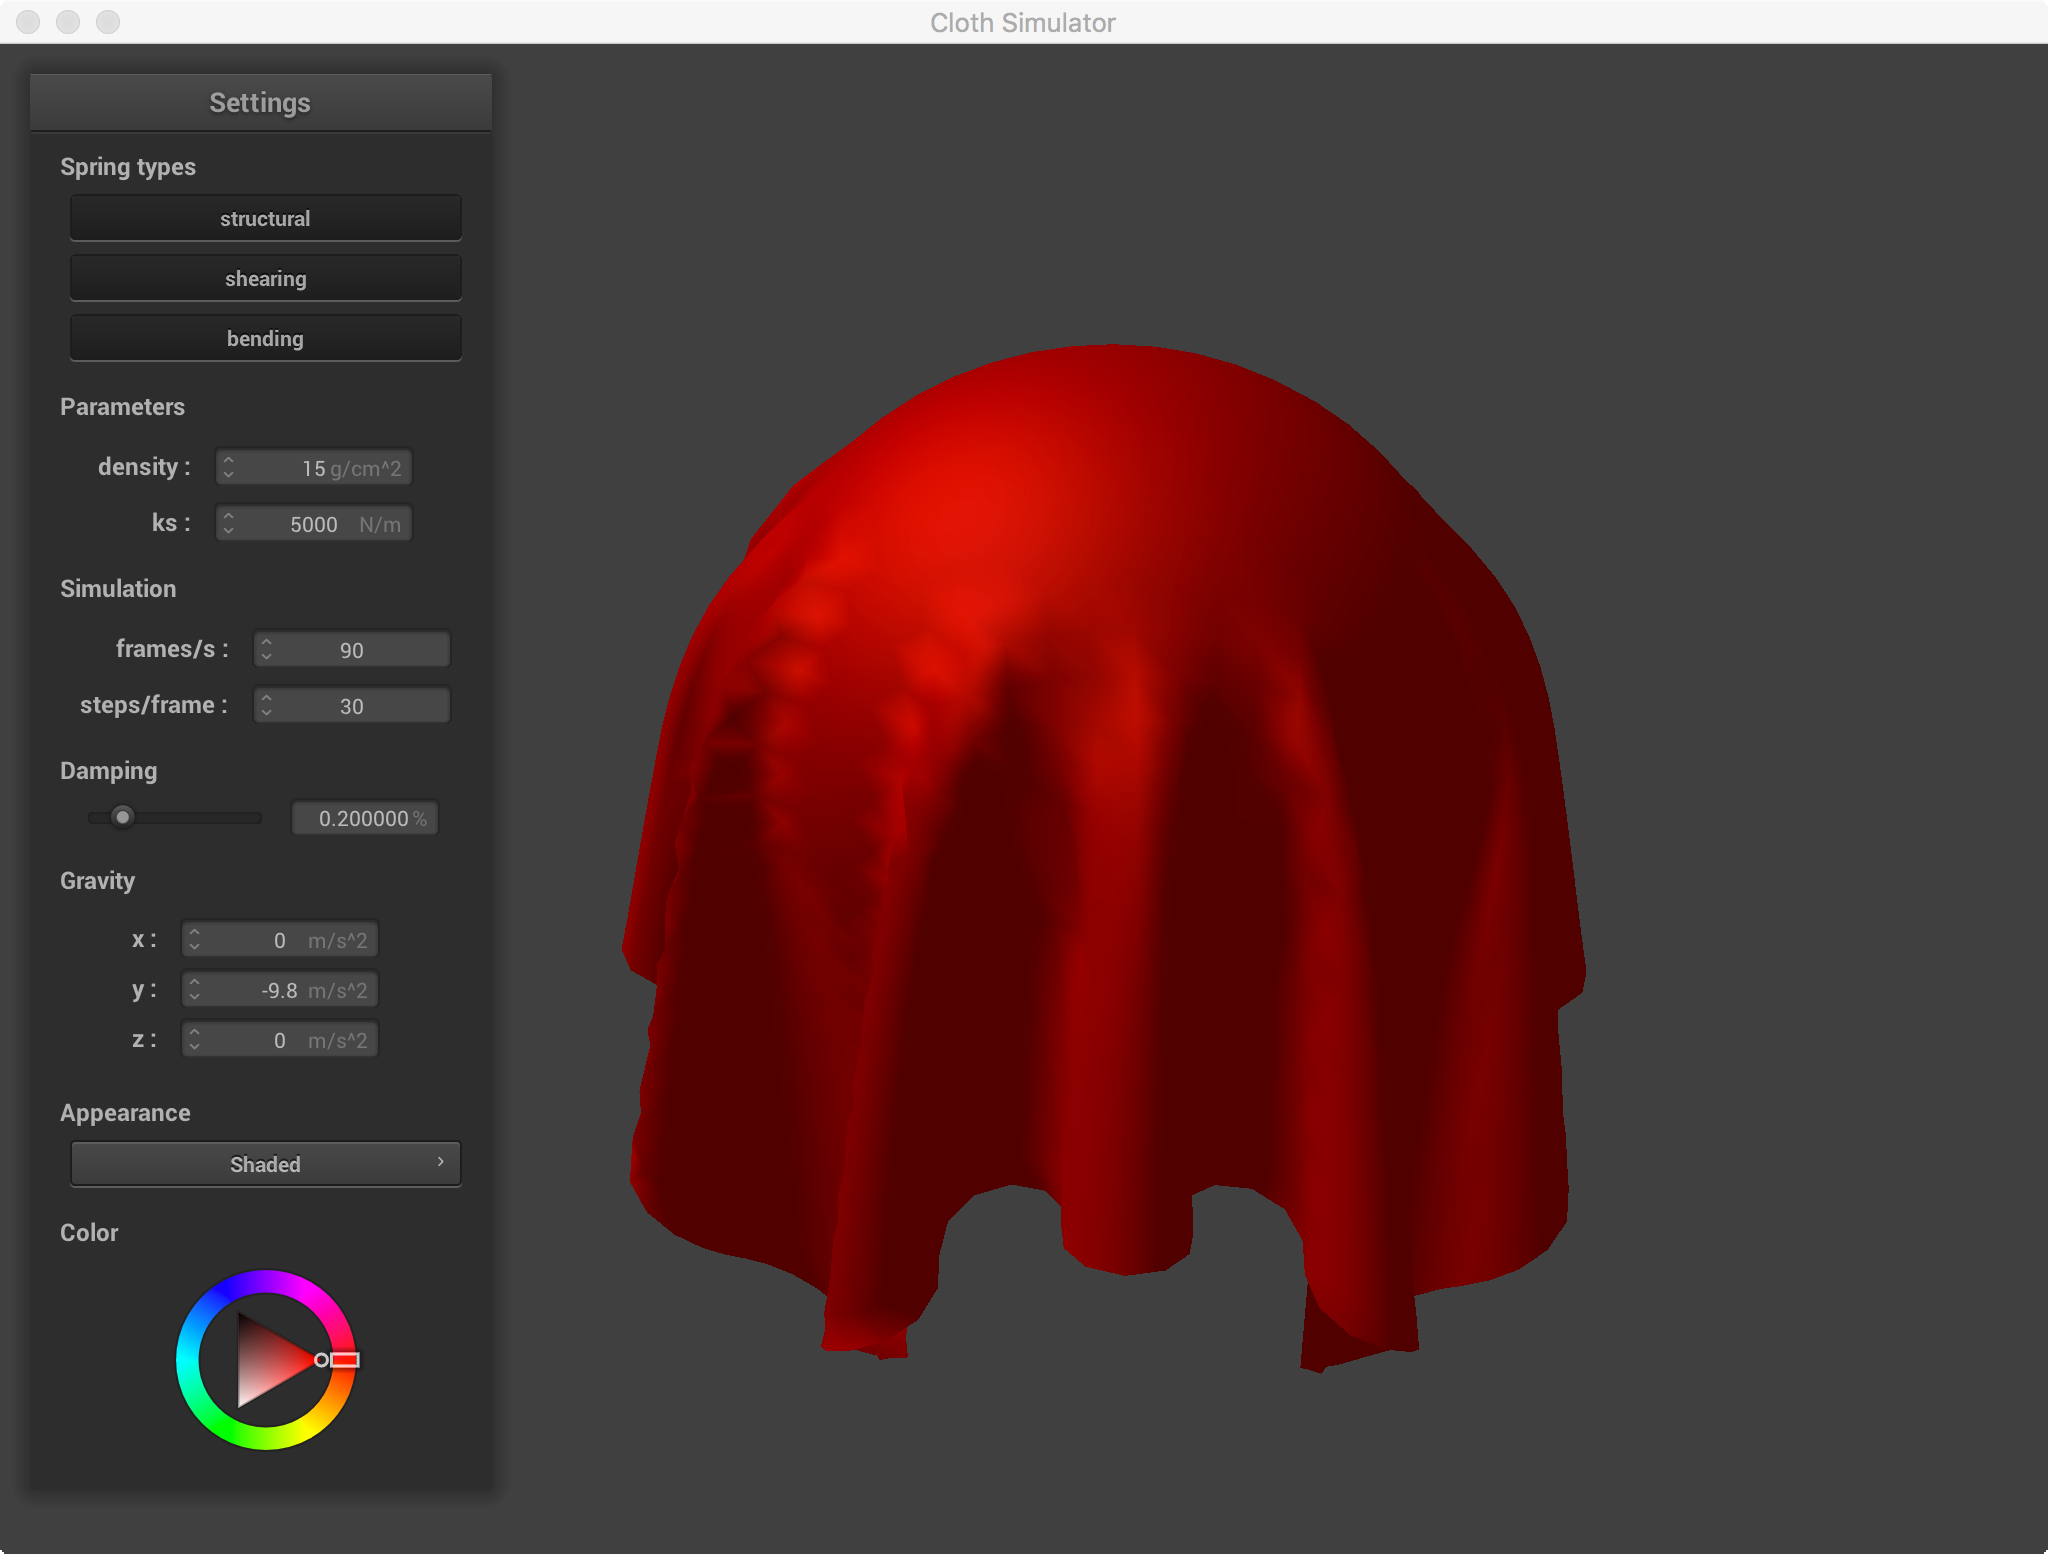 Cloth Simulator
Settings
Spring types
structural
shearing
bending
Parameters
density : 15 g/cm^2
ks : 5000 N/m
Simulation
frames/s : 90
steps/frame : 30
Damping
0.200000 %
Gravity
x : 0 m/s^2
y : -9.8 m/s^2
z : 0 m/s^2
Appearance
Shaded
Color